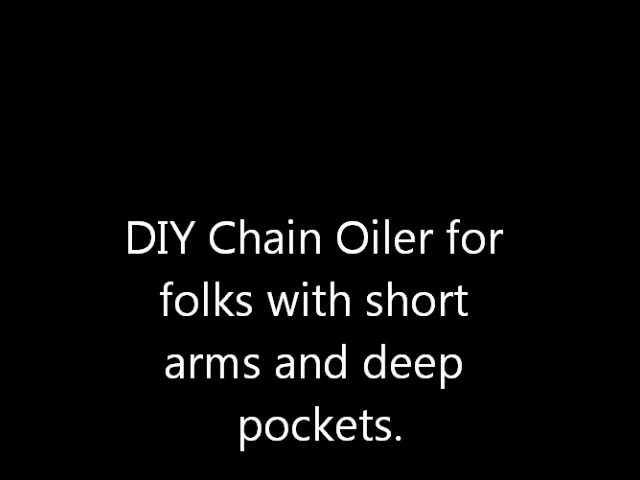 DIY Chain Oiler for
folks with short
arms and deep
pockets.